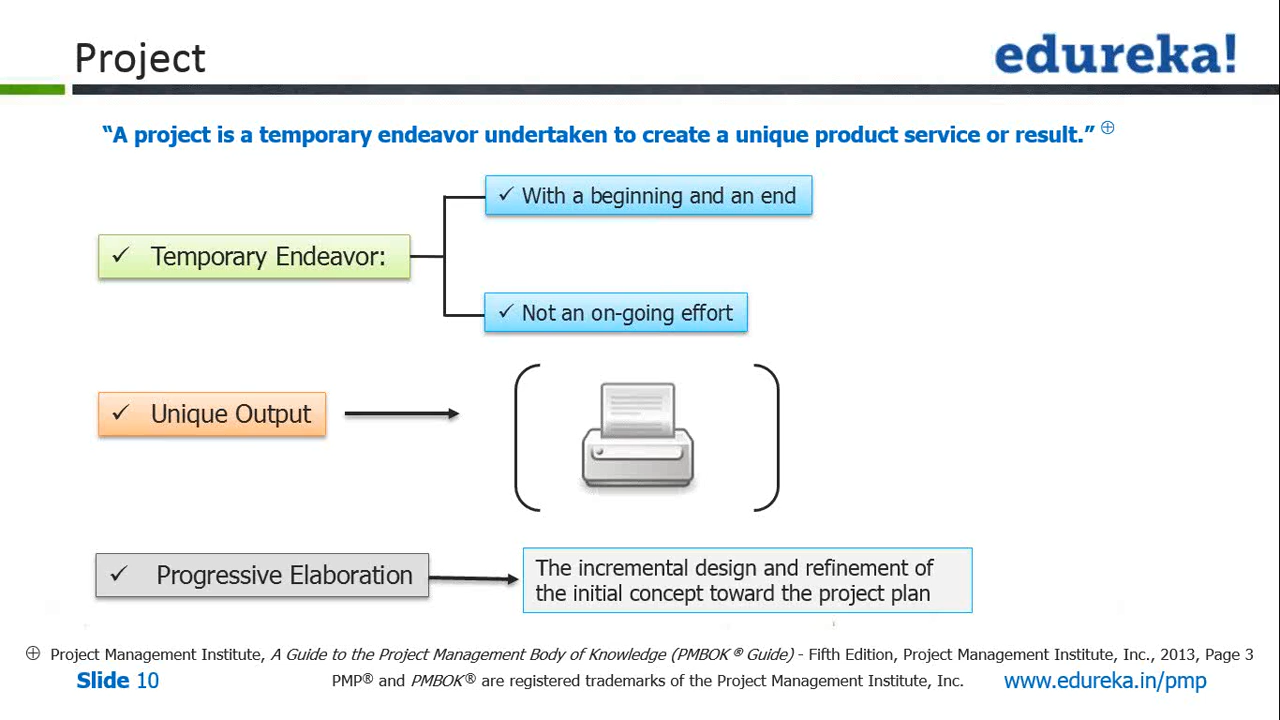 Project
edureka!
“A project is a temporary endeavor undertaken to create a unique product service or result.” ⊕
✓ With a beginning and an end
✓ Temporary Endeavor:
✓ Not an on-going effort
✓ Unique Output
✓ Progressive Elaboration
The incremental design and refinement of
the initial concept toward the project plan
⊕ Project Management Institute, A Guide to the Project Management Body of Knowledge (PMBOK ® Guide) - Fifth Edition, Project Management Institute, Inc., 2013, Page 3
Slide 10
PMP® and PMBOK® are registered trademarks of the Project Management Institute, Inc.
www.edureka.in/pmp